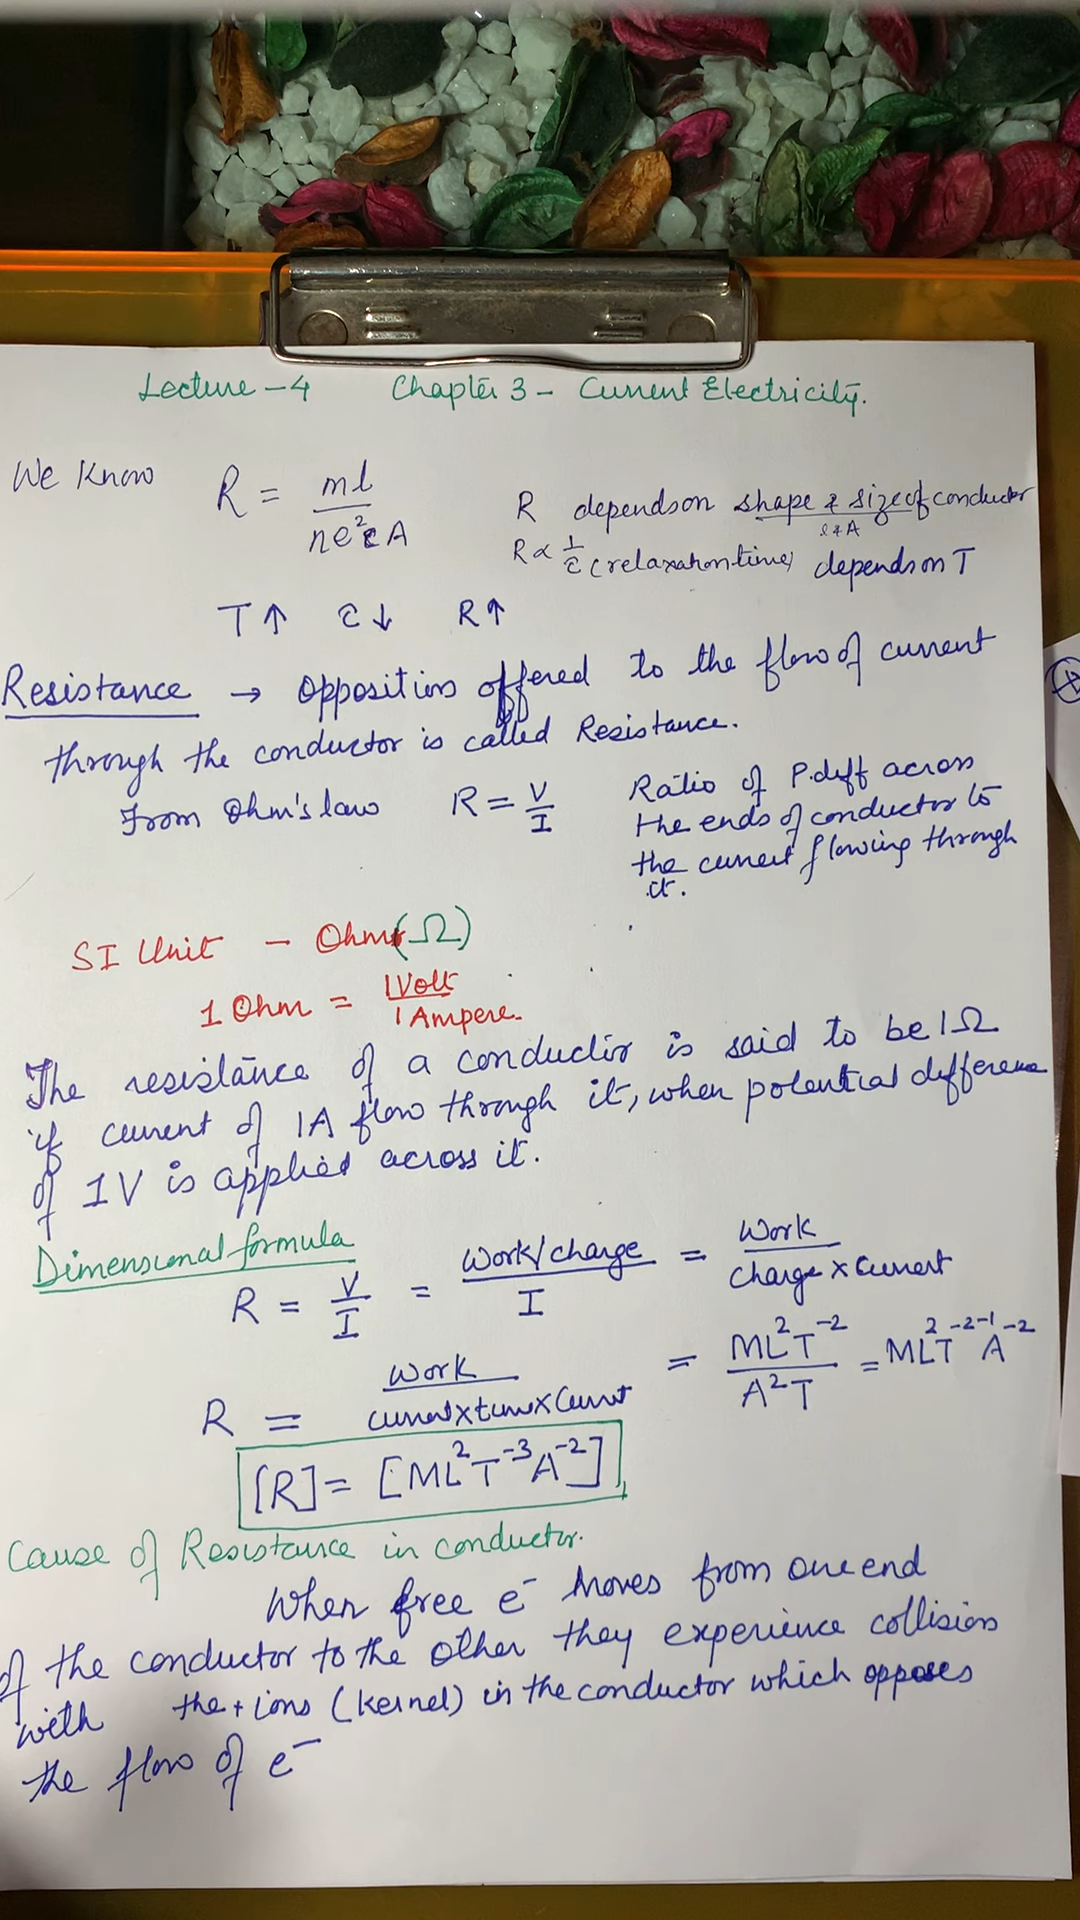 Lecture - 4 Chapter 3 - Current Electricity.
We Know R = ml / ne²τA
R depends on shape & size of conductor
l & A
R ∝ 1/τ (relaxation time) depends on T
T↑ τ↓ R↑
Resistance → Opposition offered to the flow of current
through the conductor is called Resistance.
From Ohm's law R = V/I
Ratio of P.diff across
the ends of conductor to
the current flowing through
it.
SI Unit - Ohm (Ω)
1 Ohm = 1 Volt / 1 Ampere.
The resistance of a conductor is said to be 1Ω
if current of 1A flow through it, when potential difference
of 1V is applied across it.
Dimensional formula
R = V/I = Work/charge / I = Work / Charge × Current
R = Work / Current × time × Current = ML²T⁻² / A²T = ML²T⁻²⁻¹A⁻²
[R] = [ML²T⁻³A⁻²]
Cause of Resistance in conductor.
When free e⁻ moves from one end
of the conductor to the other they experience collision
with the + ions (kernel) in the conductor which opposes
the flow of e⁻